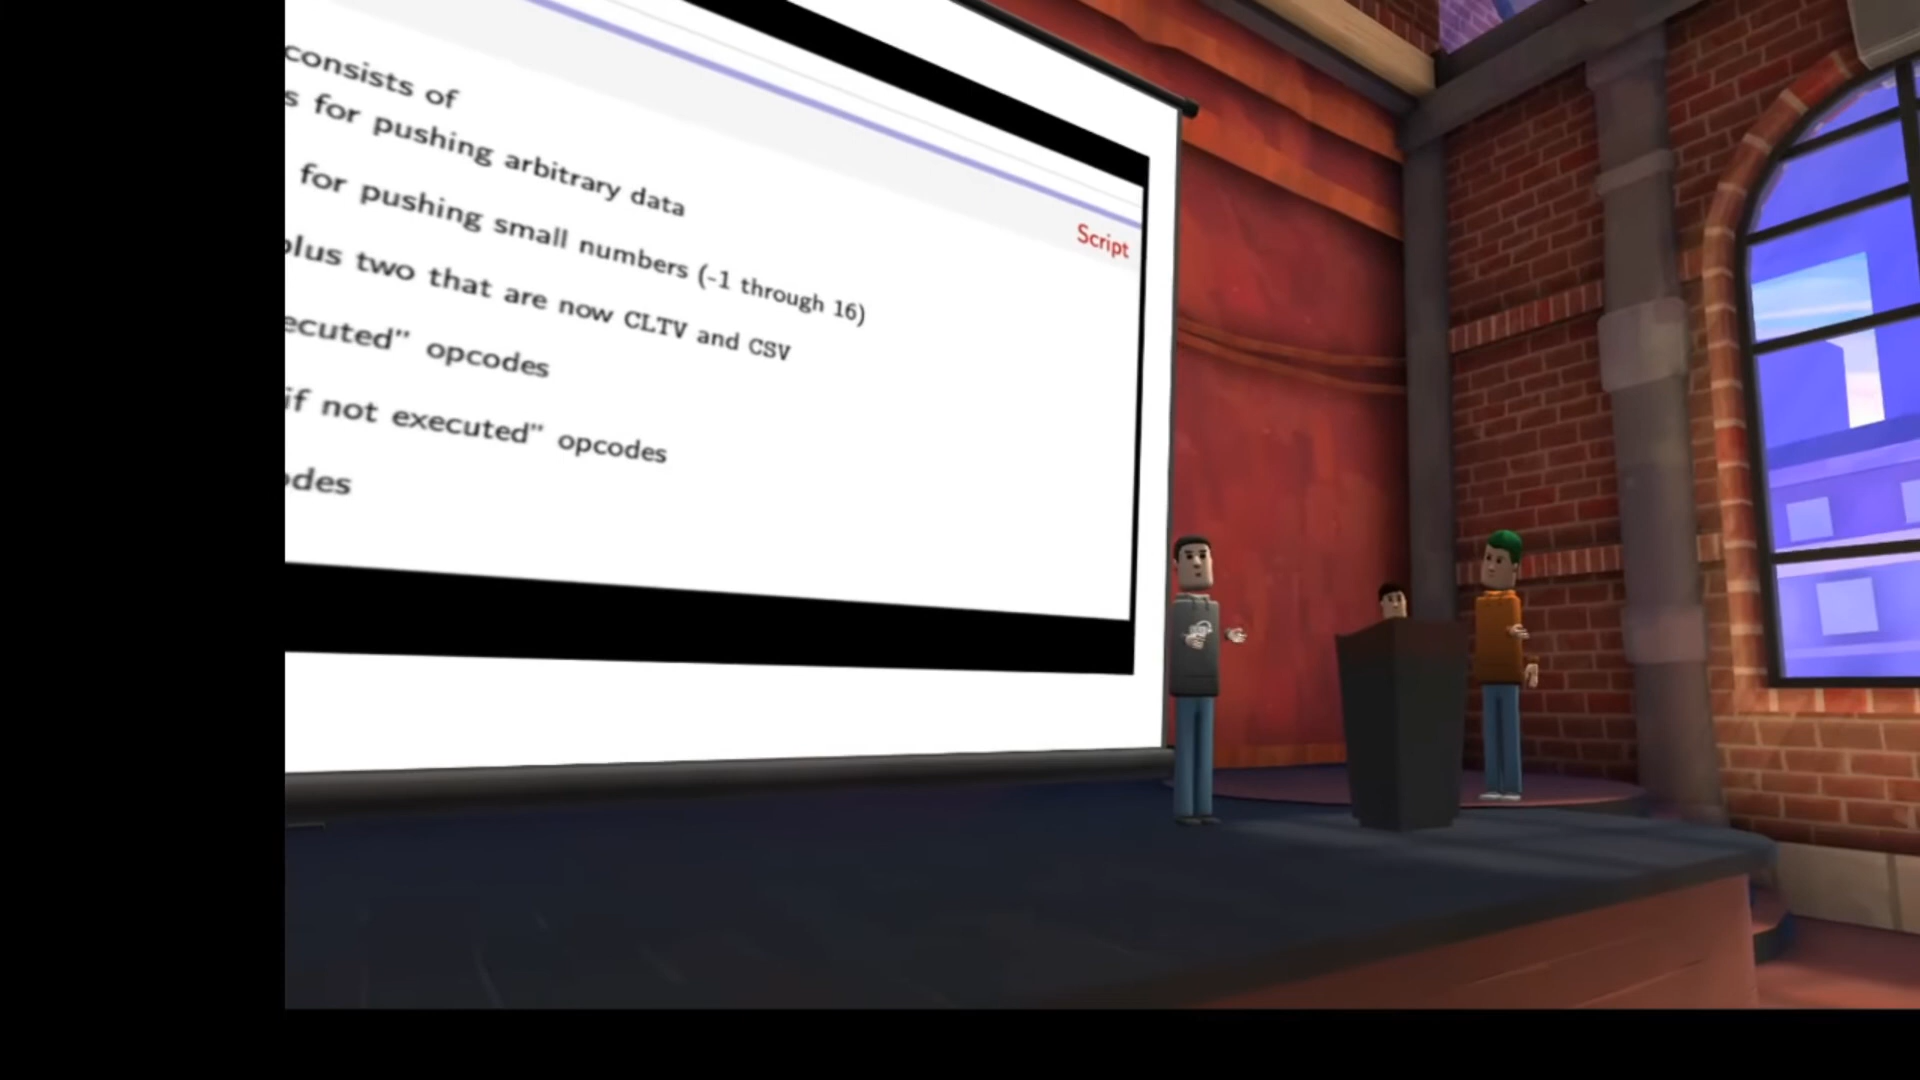 Script
consists of
s for pushing arbitrary data
for pushing small numbers (-1 through 16)
plus two that are now CLTV and CSV
ecuted" opcodes
if not executed" opcodes
odes